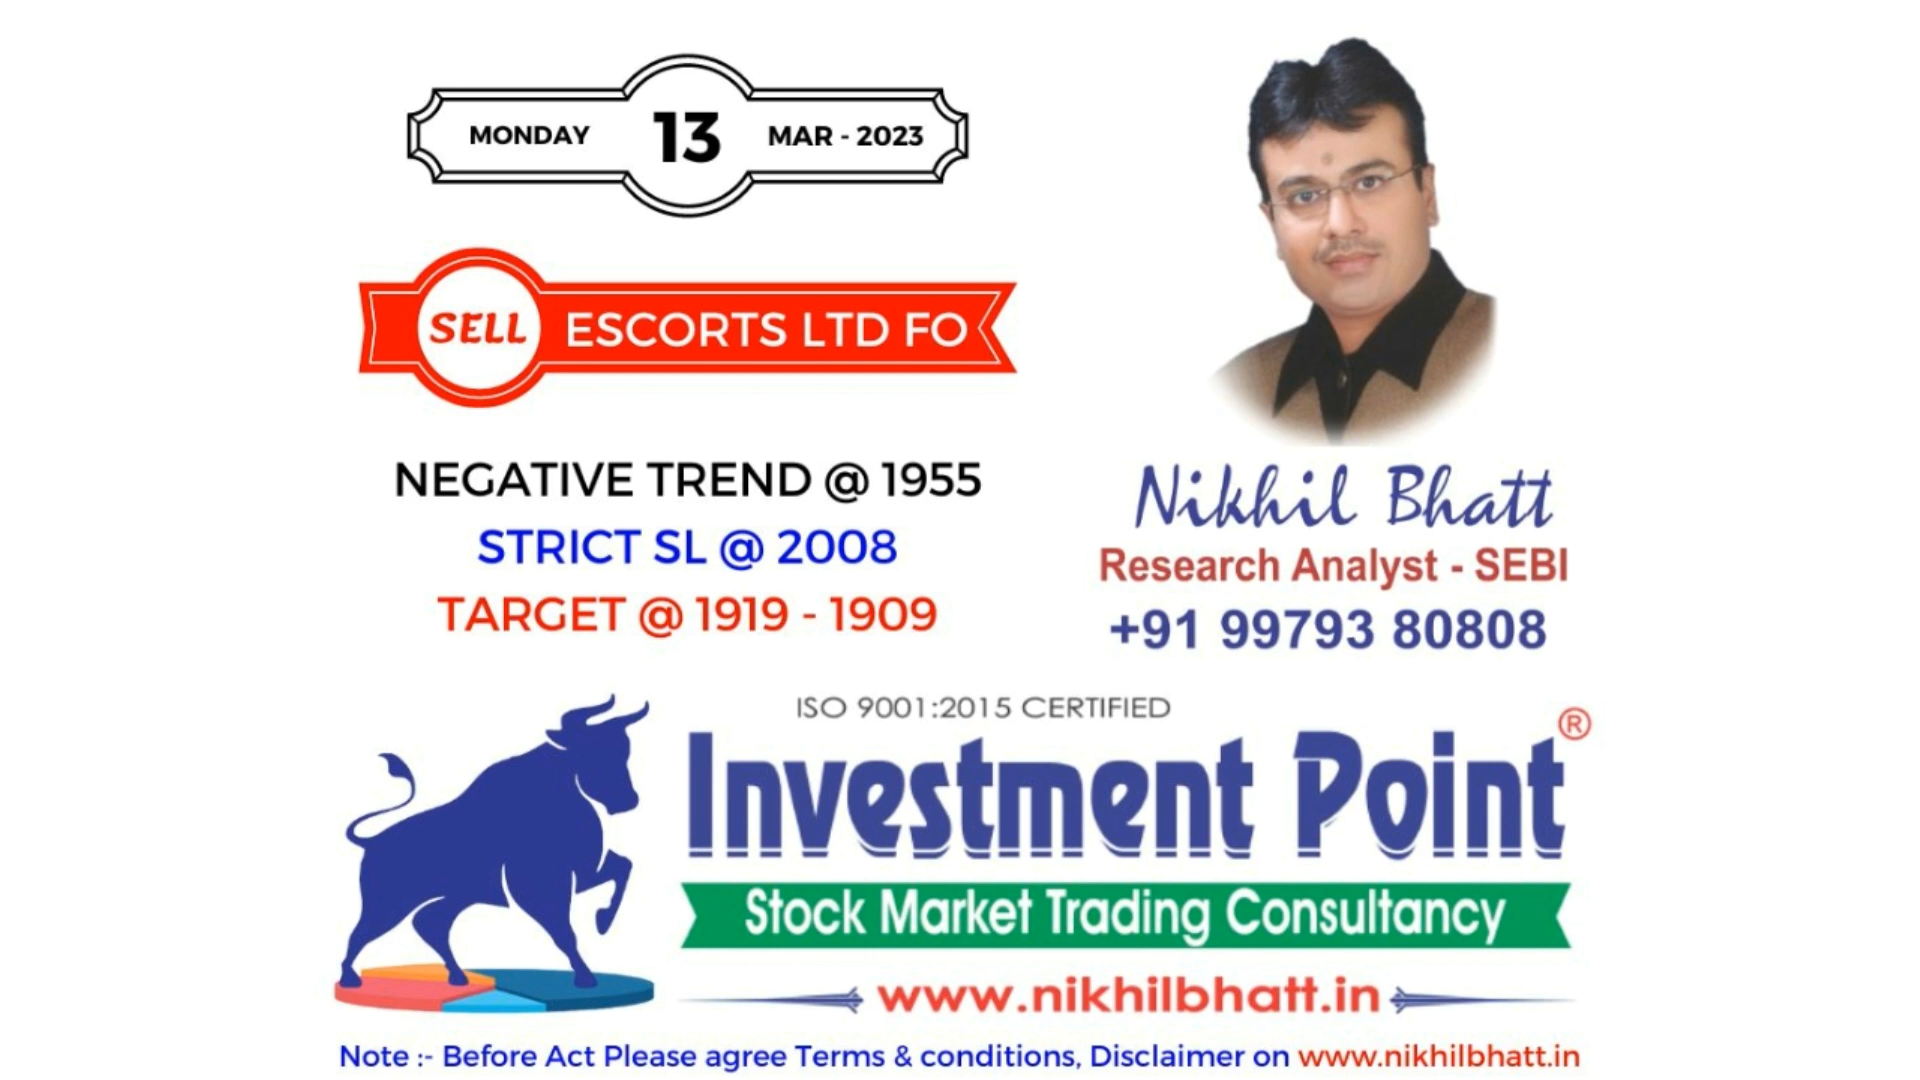 MONDAY 13 MAR - 2023
SELL ESCORTS LTD FO
NEGATIVE TREND @ 1955
STRICT SL @ 2008
TARGET @ 1919 - 1909
Nikhil Bhatt
Research Analyst - SEBI
+91 99793 80808
ISO 9001:2015 CERTIFIED
Investment Point ®
Stock Market Trading Consultancy
www.nikhilbhatt.in
Note :- Before Act Please agree Terms & conditions, Disclaimer on www.nikhilbhatt.in